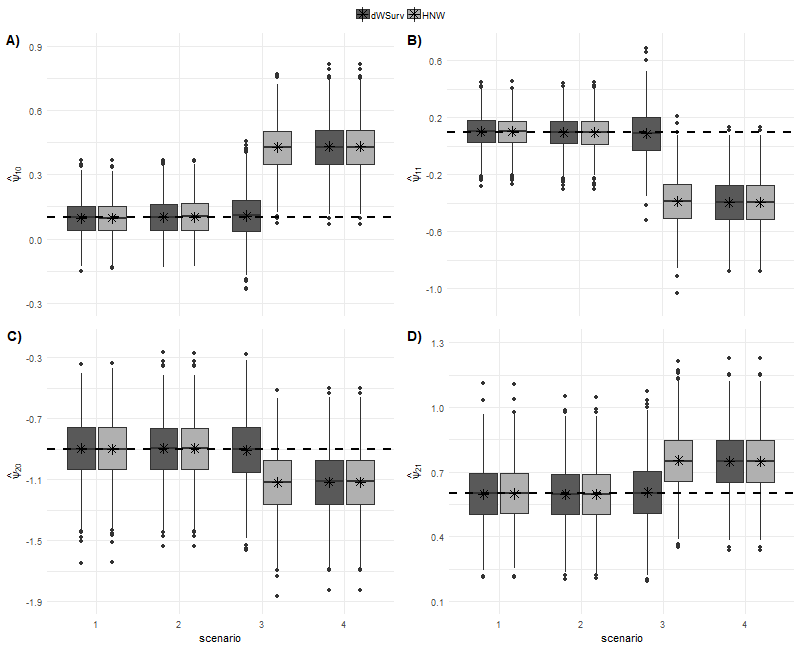 dWSurv HNW
A)
0.9
0.6
0.3
0.0
-0.3
ψ̂10
B)
0.6
0.2
-0.2
-0.6
-1.0
ψ̂11
C)
-0.3
-0.7
-1.1
-1.5
-1.9
ψ̂20
1 2 3 4
scenario
D)
1.3
1.0
0.7
0.4
0.1
ψ̂21
1 2 3 4
scenario